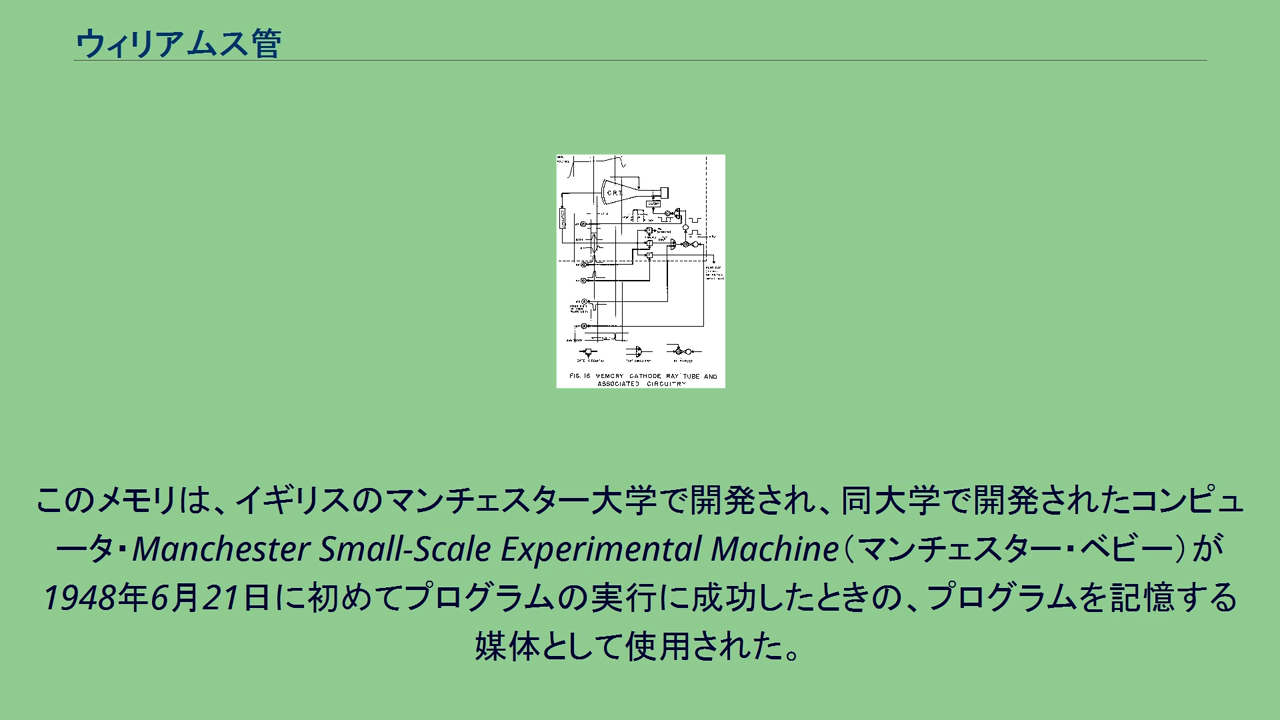 ウィリアムス管
C.R.T.
FIG. 16 MEMORY CATHODE RAY TUBE AND
ASSOCIATED CIRCUITRY
このメモリは、イギリスのマンチェスター大学で開発され、同大学で開発されたコンピュ
ータ・Manchester Small-Scale Experimental Machine（マンチェスター・ベビー）が
1948年6月21日に初めてプログラムの実行に成功したときの、プログラムを記憶する
媒体として使用された。